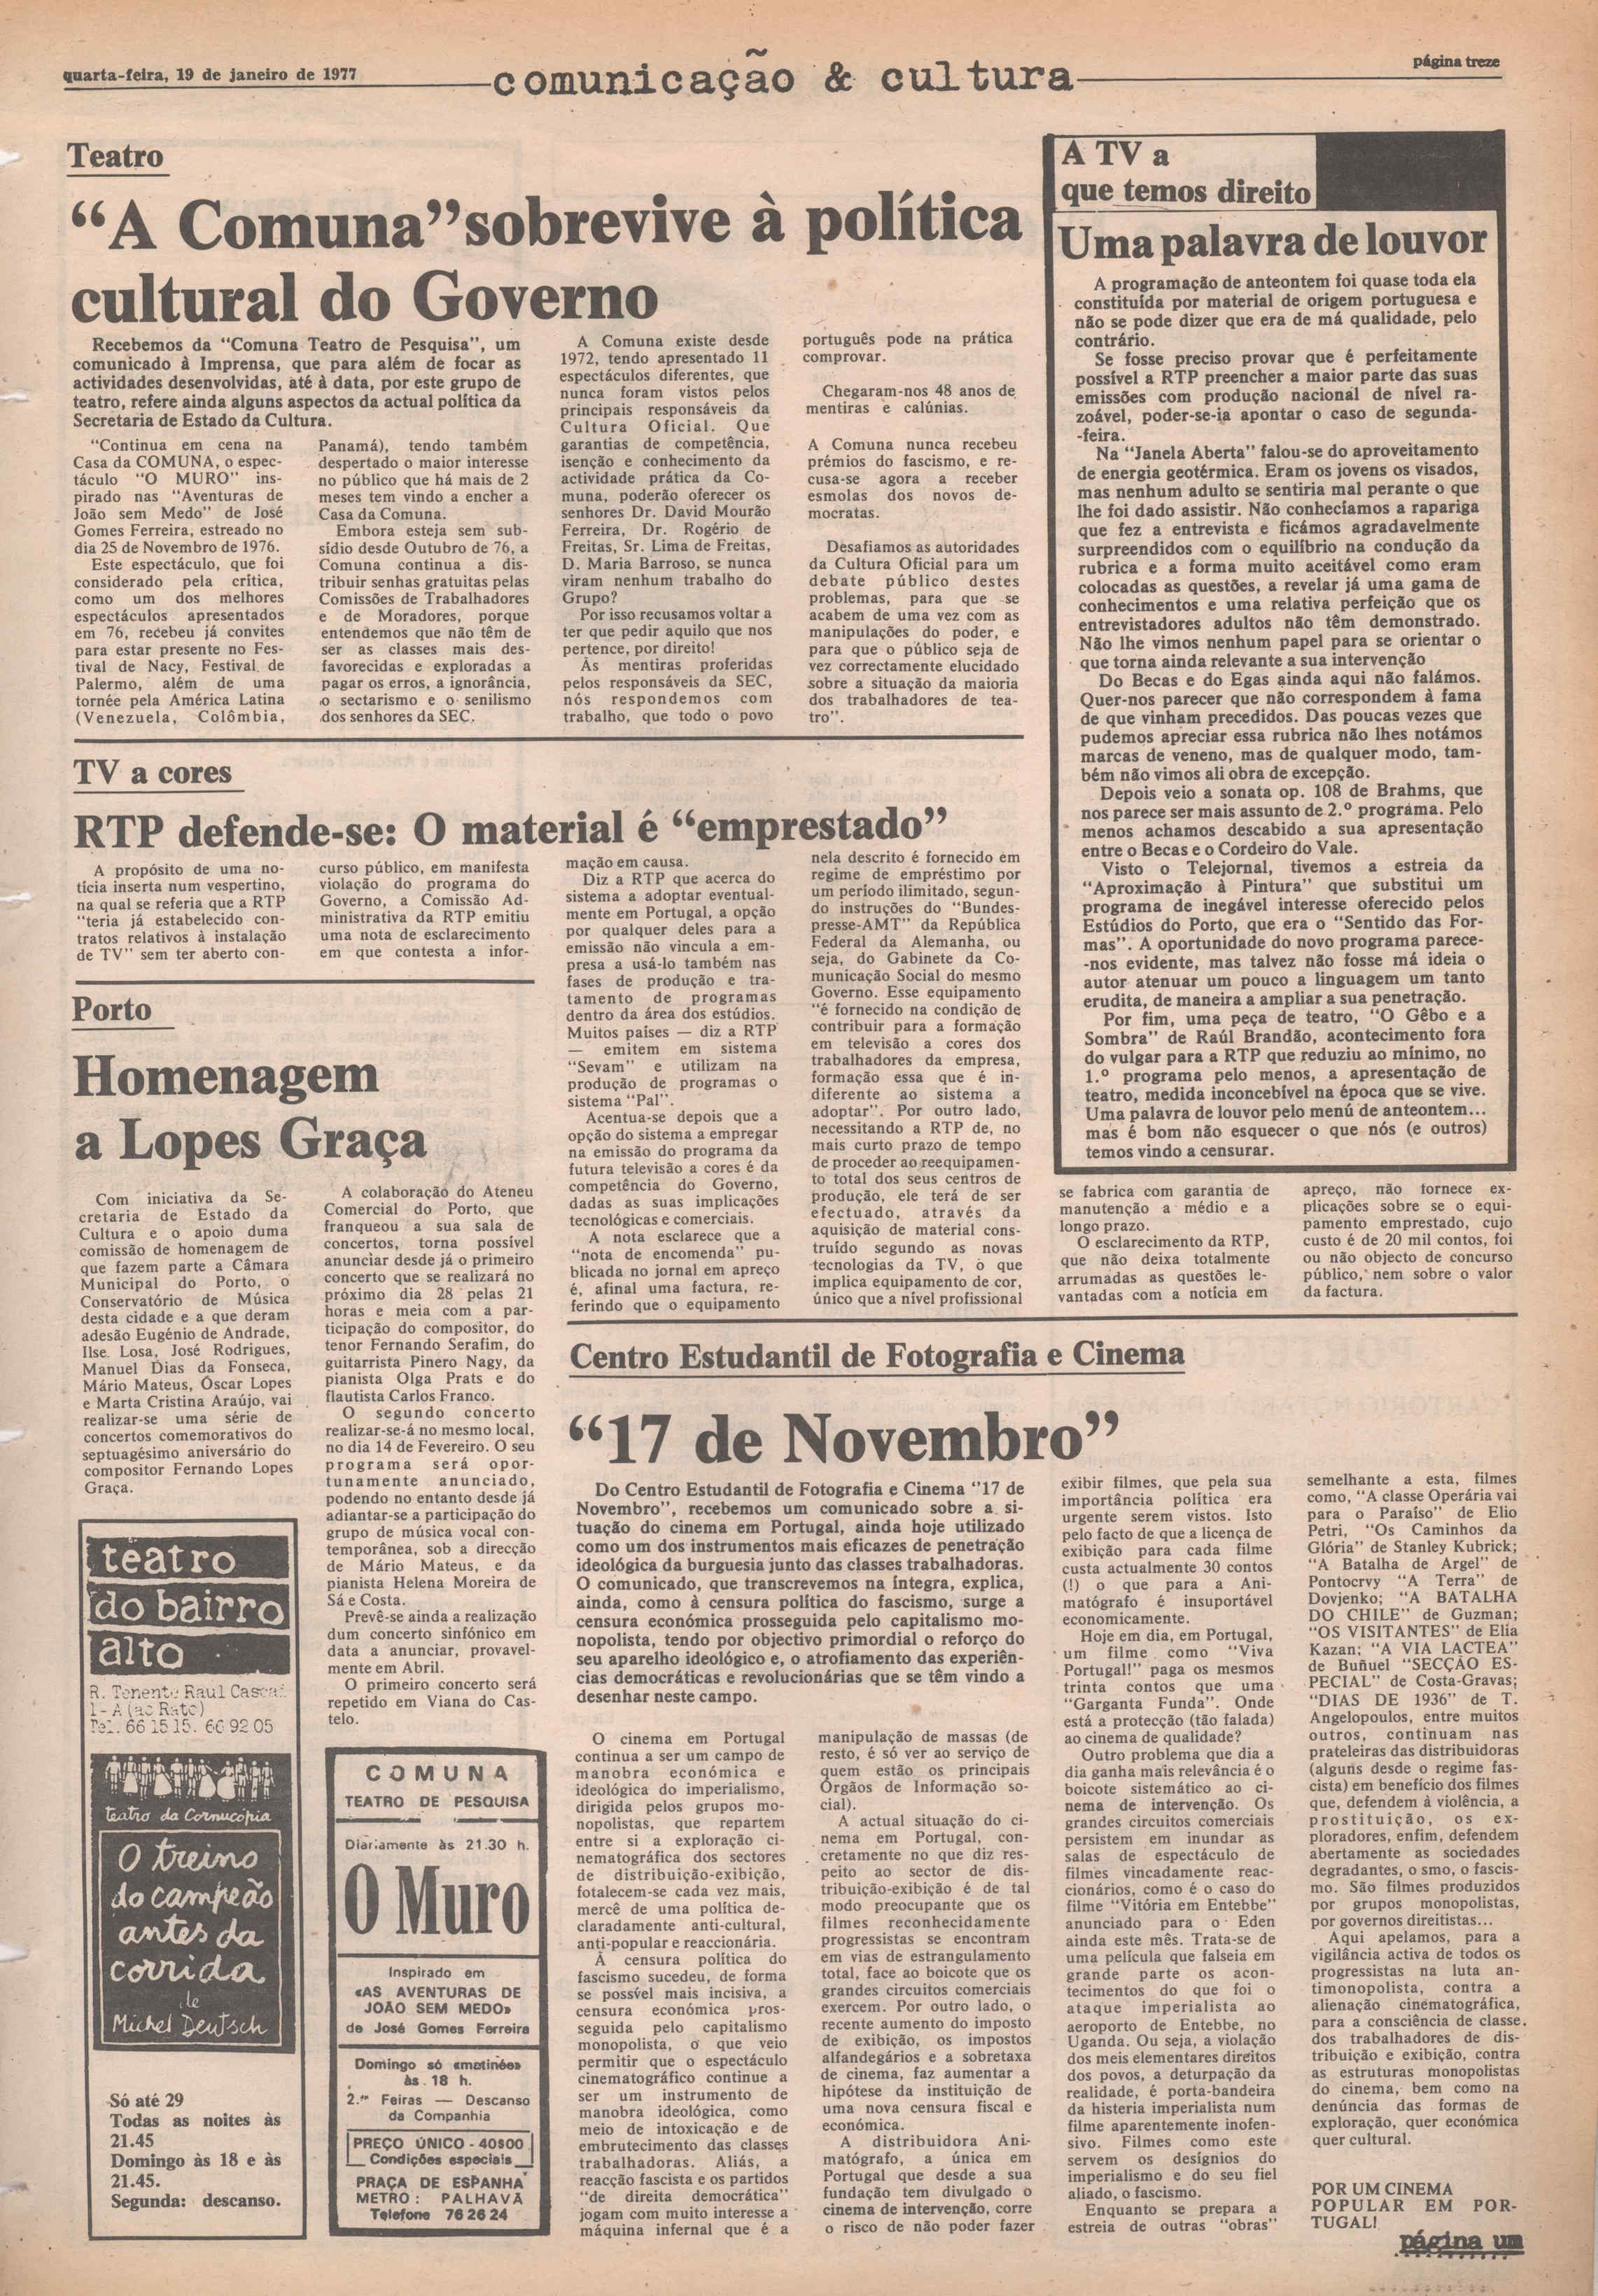 quarta-feira, 19 de janeiro de 1977
comunicação & cultura
página treze
Teatro
“A Comuna” sobrevive à política
cultural do Governo
Recebemos da “Comuna Teatro de Pesquisa”, um
comunicado à Imprensa, que para além de focar as
actividades desenvolvidas, até à data, por este grupo de
teatro, refere ainda alguns aspectos da actual política da
Secretaria de Estado da Cultura.
“Continua em cena na
Casa da COMUNA, o espec-
táculo “O MURO” ins-
pirado nas “Aventuras de
João sem Medo” de José
Gomes Ferreira, estreado no
dia 25 de Novembro de 1976.
Este espectáculo, que foi
considerado pela crítica,
como um dos melhores
espectáculos apresentados
em 76, recebeu já convites
para estar presente no Fes-
tival de Nacy, Festival de
Palermo, além de uma
tornée pela América Latina
(Venezuela, Colômbia,
Panamá), tendo também
despertado o maior interesse
no público que há mais de 2
meses tem vindo a encher a
Casa da Comuna.
Embora esteja sem sub-
sídio desde Outubro de 76, a
Comuna continua a dis-
tribuir senhas gratuitas pelas
Comissões de Trabalhadores
e de Moradores, porque
entendemos que não têm de
ser as classes mais des-
favorecidas e exploradas a
pagar os erros, a ignorância,
o sectarismo e o senilismo
dos senhores da SEC.
A Comuna existe desde
1972, tendo apresentado 11
espectáculos diferentes, que
nunca foram vistos pelos
principais responsáveis da
Cultura Oficial. Que
garantias de competência,
isenção e conhecimento da
actividade prática da Co-
muna, poderão oferecer os
senhores Dr. David Mourão
Ferreira, Dr. Rogério de
Freitas, Sr. Lima de Freitas,
D. Maria Barroso, se nunca
viram nenhum trabalho do
Grupo?
Por isso recusamos voltar a
ter que pedir aquilo que nos
pertence, por direito!
Às mentiras proferidas
pelos responsáveis da SEC,
nós respondemos com
trabalho, que todo o povo
português pode na prática
comprovar.
Chegaram-nos 48 anos de
mentiras e calúnias.
A Comuna nunca recebeu
prémios do fascismo, e re-
cusa-se agora a receber
esmolas dos novos de-
mocratas.
Desafiamos as autoridades
da Cultura Oficial para um
debate público destes
problemas, para que se
acabem de uma vez com as
manipulações do poder, e
para que o público seja de
vez correctamente elucidado
sobre a situação da maioria
dos trabalhadores de tea-
tro”.
A TV a
que temos direito
Uma palavra de louvor
A programação de anteontem foi quase toda ela
constituída por material de origem portuguesa e
não se pode dizer que era de má qualidade, pelo
contrário.
Se fosse preciso provar que é perfeitamente
possível a RTP preencher a maior parte das suas
emissões com produção nacional de nível ra-
zoável, poder-se-ia apontar o caso de segunda-
-feira.
Na “Janela Aberta” falou-se do aproveitamento
de energia geotérmica. Eram os jovens os visados,
mas nenhum adulto se sentiria mal perante o que
lhe foi dado assistir. Não conhecíamos a rapariga
que fez a entrevista e ficámos agradavelmente
surpreendidos com o equilíbrio na condução da
rubrica e a forma muito aceitável como eram
colocadas as questões, a revelar já uma gama de
conhecimentos e uma relativa perfeição que os
entrevistadores adultos não têm demonstrado.
Não lhe vimos nenhum papel para se orientar o
que torna ainda relevante a sua intervenção
Do Becas e do Egas ainda aqui não falámos.
Quer-nos parecer que não correspondem à fama
de que vinham precedidos. Das poucas vezes que
pudemos apreciar essa rubrica não lhes notámos
marcas de veneno, mas de qualquer modo, tam-
bém não vimos ali obra de excepção.
Depois veio a sonata op. 108 de Brahms, que
nos parece ser mais assunto de 2.º programa. Pelo
menos achamos descabido a sua apresentação
entre o Becas e o Cordeiro do Vale.
Visto o Telejornal, tivemos a estreia da
“Aproximação à Pintura” que substitui um
programa de inegável interesse oferecido pelos
Estúdios do Porto, que era o “Sentido das For-
mas”. A oportunidade do novo programa parece-
-nos evidente, mas talvez não fosse má ideia o
autor atenuar um pouco a linguagem um tanto
erudita, de maneira a ampliar a sua penetração.
Por fim, uma peça de teatro, “O Gêbo e a
Sombra” de Raúl Brandão, acontecimento fora
do vulgar para a RTP que reduziu ao mínimo, no
1.º programa pelo menos, a apresentação de
teatro, medida inconcebível na época que se vive.
Uma palavra de louvor pelo menú de anteontem...
mas é bom não esquecer o que nós (e outros)
temos vindo a censurar.
TV a cores
RTP defende-se: O material é “emprestado”
A propósito de uma no-
tícia inserta num vespertino,
na qual se referia que a RTP
“teria já estabelecido con-
tratos relativos à instalação
de TV” sem ter aberto con-
curso público, em manifesta
violação do programa do
Governo, a Comissão Ad-
ministrativa da RTP emitiu
uma nota de esclarecimento
em que contesta a infor-
mação em causa.
Diz a RTP que acerca do
sistema a adoptar eventual-
mente em Portugal, a opção
por qualquer deles para a
emissão não vincula a em-
presa a usá-lo também nas
fases de produção e tra-
tamento de programas
dentro da área dos estúdios.
Muitos países — diz a RTP
— emitem em sistema
“Sevam” e utilizam na
produção de programas o
sistema “Pal”.
Acentua-se depois que a
opção do sistema a empregar
na emissão do programa da
futura televisão a cores é da
competência do Governo,
dadas as suas implicações
tecnológicas e comerciais.
A nota esclarece que a
“nota de encomenda” pu-
blicada no jornal em apreço
é, afinal uma factura, re-
ferindo que o equipamento
nela descrito é fornecido em
regime de empréstimo por
um período ilimitado, segun-
do instruções do “Bundes-
presse-AMT” da República
Federal da Alemanha, ou
seja, do Gabinete da Co-
municação Social do mesmo
Governo. Esse equipamento
“é fornecido na condição de
contribuir para a formação
em televisão a cores dos
trabalhadores da empresa,
formação essa que é in-
diferente ao sistema a
adoptar”. Por outro lado,
necessitando a RTP de, no
mais curto prazo de tempo
de proceder ao reequipamen-
to total dos seus centros de
produção, ele terá de ser
efectuado, através da
aquisição de material cons-
truído segundo as novas
tecnologias da TV, o que
implica equipamento de cor,
único que a nível profissional
se fabrica com garantia de
manutenção a médio e a
longo prazo.
O esclarecimento da RTP,
que não deixa totalmente
arrumadas as questões le-
vantadas com a notícia em
apreço, não fornece ex-
plicações sobre se o equi-
pamento emprestado, cujo
custo é de 20 mil contos, foi
ou não objecto de concurso
público, nem sobre o valor
da factura.
Porto
Homenagem
a Lopes Graça
Com iniciativa da Se-
cretaria de Estado da
Cultura e o apoio duma
comissão de homenagem de
que fazem parte a Câmara
Municipal do Porto, o
Conservatório de Música
desta cidade e a que deram
adesão Eugénio de Andrade,
Ilse. Losa, José Rodrigues,
Manuel Dias da Fonseca,
Mário Mateus, Óscar Lopes
e Marta Cristina Araújo, vai
realizar-se uma série de
concertos comemorativos do
septuagésimo aniversário do
compositor Fernando Lopes
Graça.
A colaboração do Ateneu
Comercial do Porto, que
franqueou a sua sala de
concertos, torna possível
anunciar desde já o primeiro
concerto que se realizará no
próximo dia 28 pelas 21
horas e meia com a par-
ticipação do compositor, do
tenor Fernando Serafim, do
guitarrista Pinero Nagy, da
pianista Olga Prats e do
flautista Carlos Franco.
O segundo concerto
realizar-se-á no mesmo local,
no dia 14 de Fevereiro. O seu
programa será opor-
tunamente anunciado,
podendo no entanto desde já
adiantar-se a participação do
grupo de música vocal con-
temporânea, sob a direcção
de Mário Mateus, e da
pianista Helena Moreira de
Sá e Costa.
Prevê-se ainda a realização
dum concerto sinfónico em
data a anunciar, provavel-
mente em Abril.
O primeiro concerto será
repetido em Viana do Cas-
telo.
teatro
do bairro
alto
R. Tenente Raul Cascai
1-A (ao Rato)
Tel. 66 15 15. 66 92 05
teatro da Cornucópia
O treino
do campeão
antes da
corrida
de
Michel Deutsch
Só até 29
Todas as noites às
21.45
Domingo às 18 e às
21.45.
Segunda: descanso.
COMUNA
TEATRO DE PESQUISA
Diariamente às 21.30 h.
O Muro
Inspirado em
«AS AVENTURAS DE
JOÃO SEM MEDO»
de José Gomes Ferreira
Domingo só «matinée»
às 18 h.
2.ªˢ Feiras — Descanso
da Companhia
PREÇO ÚNICO - 40$00
Condições especiais
PRAÇA DE ESPANHA
METRO: PALHAVÃ
Telefone 76 26 24
Centro Estudantil de Fotografia e Cinema
“17 de Novembro”
Do Centro Estudantil de Fotografia e Cinema “17 de
Novembro”, recebemos um comunicado sobre a si-
tuação do cinema em Portugal, ainda hoje utilizado
como um dos instrumentos mais eficazes de penetração
ideológica da burguesia junto das classes trabalhadoras.
O comunicado, que transcrevemos na íntegra, explica,
ainda, como à censura política do fascismo, surge a
censura económica prosseguida pelo capitalismo mo-
nopolista, tendo por objectivo primordial o reforço do
seu aparelho ideológico e, o atrofiamento das experiên-
cias democráticas e revolucionárias que se têm vindo a
desenhar neste campo.
O cinema em Portugal
continua a ser um campo de
manobra económica e
ideológica do imperialismo,
dirigida pelos grupos mo-
nopolistas, que repartem
entre si a exploração ci-
nematográfica dos sectores
de distribuição-exibição,
fotalecem-se cada vez mais,
mercê de uma política de-
claradamente anti-cultural,
anti-popular e reaccionária.
À censura política do
fascismo sucedeu, de forma
se possvel mais incisiva, a
censura económica pros-
seguida pelo capitalismo
monopolista, o que veio
permitir que o espectáculo
cinematográfico continue a
ser um instrumento de
manobra ideológica, como
meio de intoxicação e de
embrutecimento das classes
trabalhadoras. Aliás, a
reacção fascista e os partidos
“de direita democrática”
jogam com muito interesse a
máquina infernal que é a
manipulação de massas (de
resto, é só ver ao serviço de
quem estão os principais
Órgãos de Informação so-
cial).
A actual situação do ci-
nema em Portugal, con-
cretamente no que diz res-
peito ao sector de dis-
tribuição-exibição é de tal
modo preocupante que os
filmes reconhecidamente
progressistas se encontram
em vias de estrangulamento
total, face ao boicote que os
grandes circuitos comerciais
exercem. Por outro lado, o
recente aumento do imposto
de exibição, os impostos
alfandegários e a sobretaxa
de cinema, faz aumentar a
hipótese da instituição de
uma nova censura fiscal e
económica.
A distribuidora Ani-
matógrafo, a única em
Portugal que desde a sua
fundação tem divulgado o
cinema de intervenção, corre
o risco de não poder fazer
exibir filmes, que pela sua
importância política era
urgente serem vistos. Isto
pelo facto de que a licença de
exibição para cada filme
custa actualmente 30 contos
(!) o que para a Ani-
matógrafo é insuportável
economicamente.
Hoje em dia, em Portugal,
um filme como “Viva
Portugal!” paga os mesmos
trinta contos que uma
“Garganta Funda”. Onde
está a protecção (tão falada)
ao cinema de qualidade?
Outro problema que dia a
dia ganha mais relevância é o
boicote sistemático ao ci-
nema de intervenção. Os
grandes circuitos comerciais
persistem em inundar as
salas de espectáculo de
filmes vincadamente reac-
cionários, como é o caso do
filme “Vitória em Entebbe”
anunciado para o Eden
ainda este mês. Trata-se de
uma película que falseia em
grande parte os acon-
tecimentos do que foi o
ataque imperialista ao
aeroporto de Entebbe, no
Uganda. Ou seja, a violação
dos meis elementares direitos
dos povos, a deturpação da
realidade, é porta-bandeira
da histeria imperialista num
filme aparentemente inofen-
sivo. Filmes como este
servem os desígnios do
imperialismo e do seu fiel
aliado, o fascismo.
Enquanto se prepara a
estreia de outras “obras”
semelhante a esta, filmes
como, “A classe Operária vai
para o Paraíso” de Elio
Petri, “Os Caminhos da
Glória” de Stanley Kubrick;
“A Batalha de Argel” de
Pontocrvy “A Terra” de
Dovjenko; “A BATALHA
DO CHILE” de Guzman;
“OS VISITANTES” de Elia
Kazan; “A VIA LACTEA”
de Buñuel “SECÇÃO ES-
PECIAL” de Costa-Gravas;
“DIAS DE 1936” de T.
Angelopoulos, entre muitos
outros, continuam nas
prateleiras das distribuidoras
(alguns desde o regime fas-
cista) em benefício dos filmes
que, defendem à violência, a
prostituição, os ex-
ploradores, enfim, defendem
abertamente as sociedades
degradantes, o smo, o fascis-
mo. São filmes produzidos
por grupos monopolistas,
por governos direitistas...
Aqui apelamos, para a
vigilância activa de todos os
progressistas na luta an-
timonopolista, contra a
alienação cinematográfica,
para a consciência de classe.
dos trabalhadores de dis-
tribuição e exibição, contra
as estruturas monopolistas
do cinema, bem como na
denúncia das formas de
exploração, quer económica
quer cultural.
POR UM CINEMA
POPULAR EM POR-
TUGAL!
página um